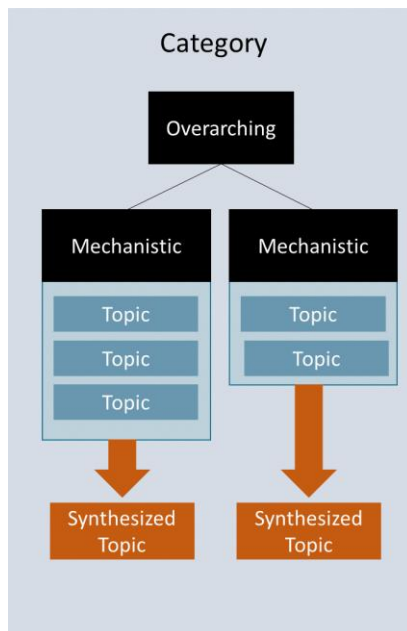 Category
Overarching
Mechanistic
Mechanistic
Topic
Topic
Topic
Topic
Topic
Synthesized
Topic
Synthesized
Topic